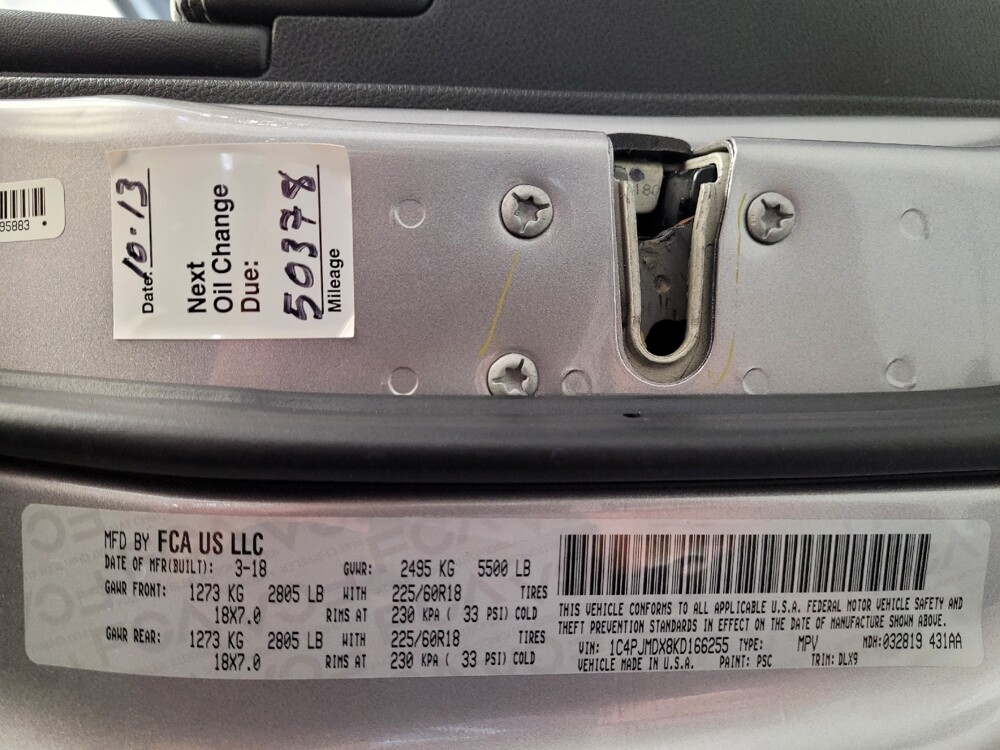 95883
Date: 10-13
Next
Oil Change
Due:
50378
Mileage
MFD BY FCA US LLC
DATE OF MFR(BUILT): 3-18 GVWR: 2495 KG 5500 LB
GAWR FRONT: 1273 KG 2805 LB WITH 225/60R18 TIRES
18X7.0 RIMS AT 230 KPA ( 33 PSI) COLD
GAWR REAR: 1273 KG 2805 LB WITH 225/60R18 TIRES
18X7.0 RIMS AT 230 KPA ( 33 PSI) COLD
THIS VEHICLE CONFORMS TO ALL APPLICABLE U.S.A. FEDERAL MOTOR VEHICLE SAFETY AND
THEFT PREVENTION STANDARDS IN EFFECT ON THE DATE OF MANUFACTURE SHOWN ABOVE.
VIN: 1C4PJMDX8KD166255 TYPE: MPV MDH:032819 431AA
VEHICLE MADE IN U.S.A. PAINT: PSC TRIM: DLX9